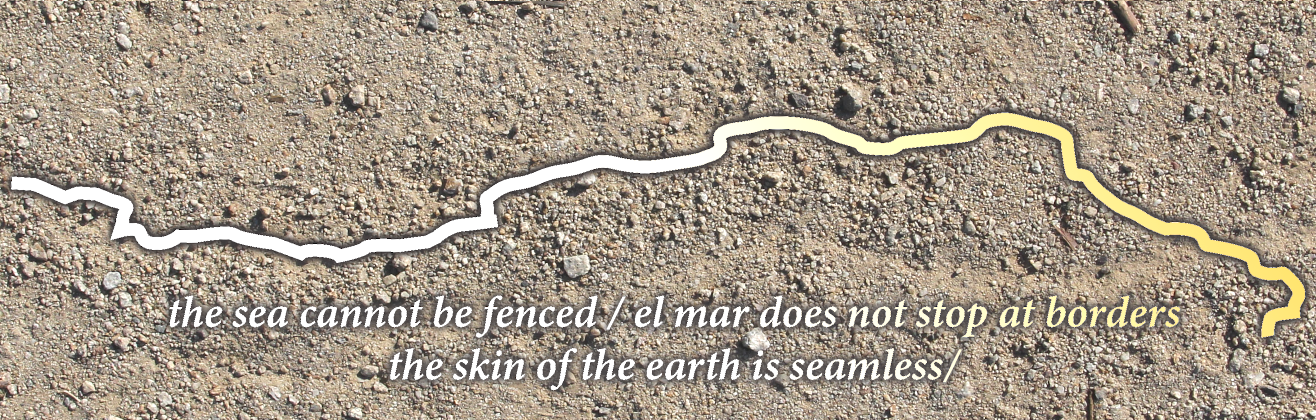 the sea cannot be fenced / el mar does not stop at borders
the skin of the earth is seamless/